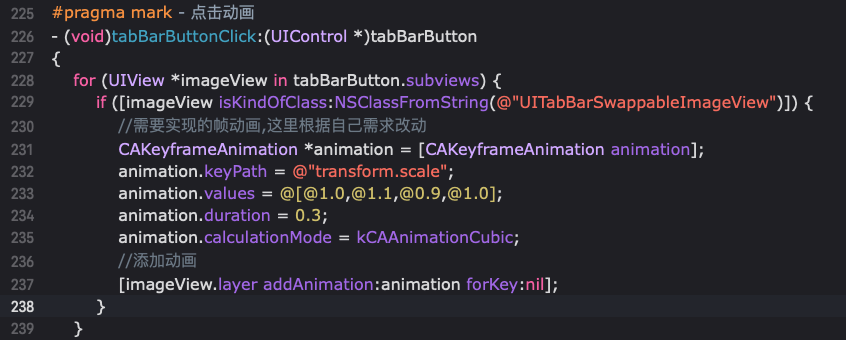 225 #pragma mark - 点击动画
226 - (void)tabBarButtonClick:(UIControl *)tabBarButton
227 {
228 for (UIView *imageView in tabBarButton.subviews) {
229 if ([imageView isKindOfClass:NSClassFromString(@"UITabBarSwappableImageView")]) {
230 //需要实现的帧动画,这里根据自己需求改动
231 CAKeyframeAnimation *animation = [CAKeyframeAnimation animation];
232 animation.keyPath = @"transform.scale";
233 animation.values = @[@1.0,@1.1,@0.9,@1.0];
234 animation.duration = 0.3;
235 animation.calculationMode = kCAAnimationCubic;
236 //添加动画
237 [imageView.layer addAnimation:animation forKey:nil];
238 }
239 }